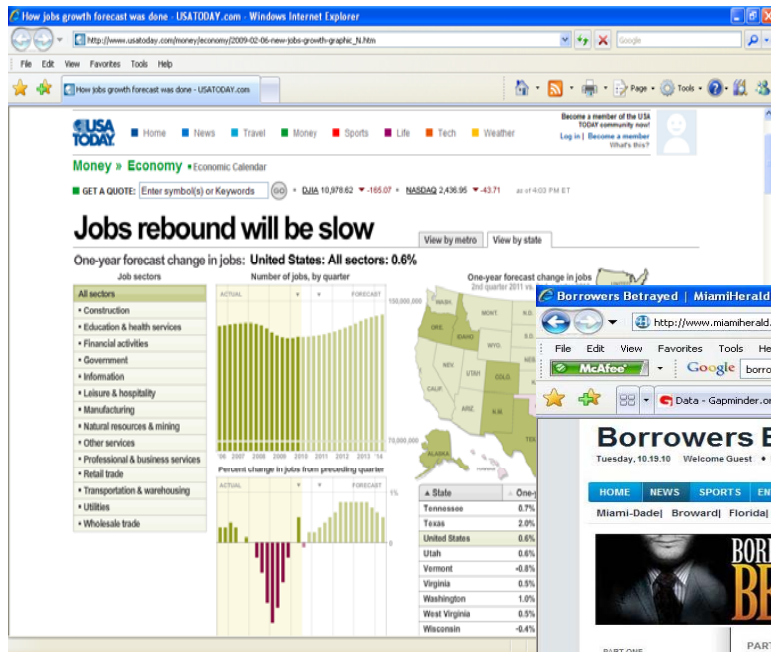 How jobs growth forecast was done - USATODAY.com - Windows Internet Explorer
http://www.usatoday.com/money/economy/2009-02-06-new-jobs-growth-graphic_N.htm
Google
File Edit View Favorites Tools Help
How jobs growth forecast was done - USATODAY.com
Page Tools
USA TODAY.
Home News Travel Money Sports Life Tech Weather
Become a member of the USA
TODAY community now!
Log in | Become a member
What's this?
Money » Economy Economic Calendar
GET A QUOTE: Enter symbol(s) or Keywords GO DJIA 10,978.62 -165.07 NASDAQ 2,436.95 -43.71 as of 4:03 PM ET
Jobs rebound will be slow
View by metro View by state
One-year forecast change in jobs: United States: All sectors: 0.6%
Job sectors
All sectors
Construction
Education & health services
Financial activities
Government
Information
Leisure & hospitality
Manufacturing
Natural resources & mining
Other services
Professional & business services
Retail trade
Transportation & warehousing
Utilities
Wholesale trade
Number of jobs, by quarter
ACTUAL FORECAST
150,000,000
70,000,000
'06 2007 2008 2009 2010 2011 2012 2013 '14
Percent change in jobs from preceding quarter
ACTUAL FORECAST
1%
0
One-year forecast change in jobs
2nd quarter 2011 vs.
WASH.
MONT.
N.D.
ORE.
IDAHO
WYO.
NEV.
UTAH
COLO.
CALIF.
ARIZ.
N.M.
TEX
ALASKA
State One-y
Tennessee 0.7%
Texas 2.0%
United States 0.6%
Utah 0.6%
Vermont -0.8%
Virginia 0.5%
Washington 1.0%
West Virginia 0.5%
Wisconsin -0.4%
Borrowers Betrayed | MiamiHerald
http://www.miamiherald.
File Edit View Favorites Tools He
McAfee Google borro
Data - Gapminder.or
Borrowers B
Tuesday, 10.19.10 Welcome Guest
HOME NEWS SPORTS EN
Miami-Dade| Broward| Florida|
BORI
BE
PART ONE
PART